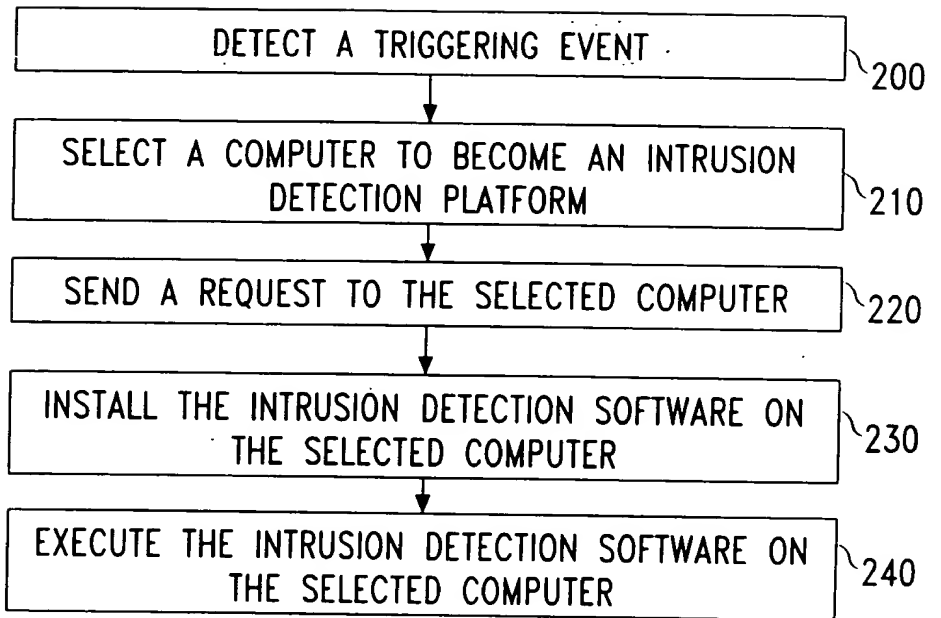 DETECT A TRIGGERING EVENT
200
SELECT A COMPUTER TO BECOME AN INTRUSION
DETECTION PLATFORM
210
SEND A REQUEST TO THE SELECTED COMPUTER
220
INSTALL THE INTRUSION DETECTION SOFTWARE ON
THE SELECTED COMPUTER
230
EXECUTE THE INTRUSION DETECTION SOFTWARE ON
THE SELECTED COMPUTER
240